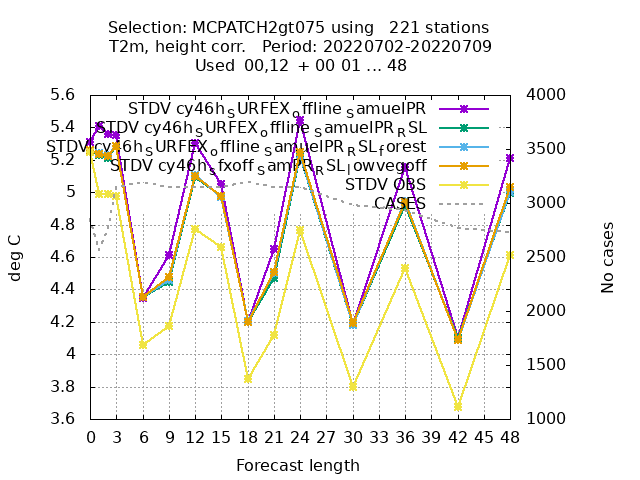 Selection: MCPATCH2gt075 using 221 stations
T2m, height corr. Period: 20220702-20220709
Used 00,12 + 00 01 ... 48
STDV cy46h_SURFEX_offline_samuelPR
STDV cy46h_SURFEX_offline_samuelPR_RSL
STDV cy46h_SURFEX_offline_samuelPR_RSL_forest
STDV cy46h_sfxoff_samPR_RSL_lowvegoff
STDV OBS
CASES
5.6
5.4
5.2
5
4.8
4.6
4.4
4.2
4
3.8
3.6
4000
3500
3000
2500
2000
1500
1000
deg C
No cases
0 3 6 9 12 15 18 21 24 27 30 33 36 39 42 45 48
Forecast length